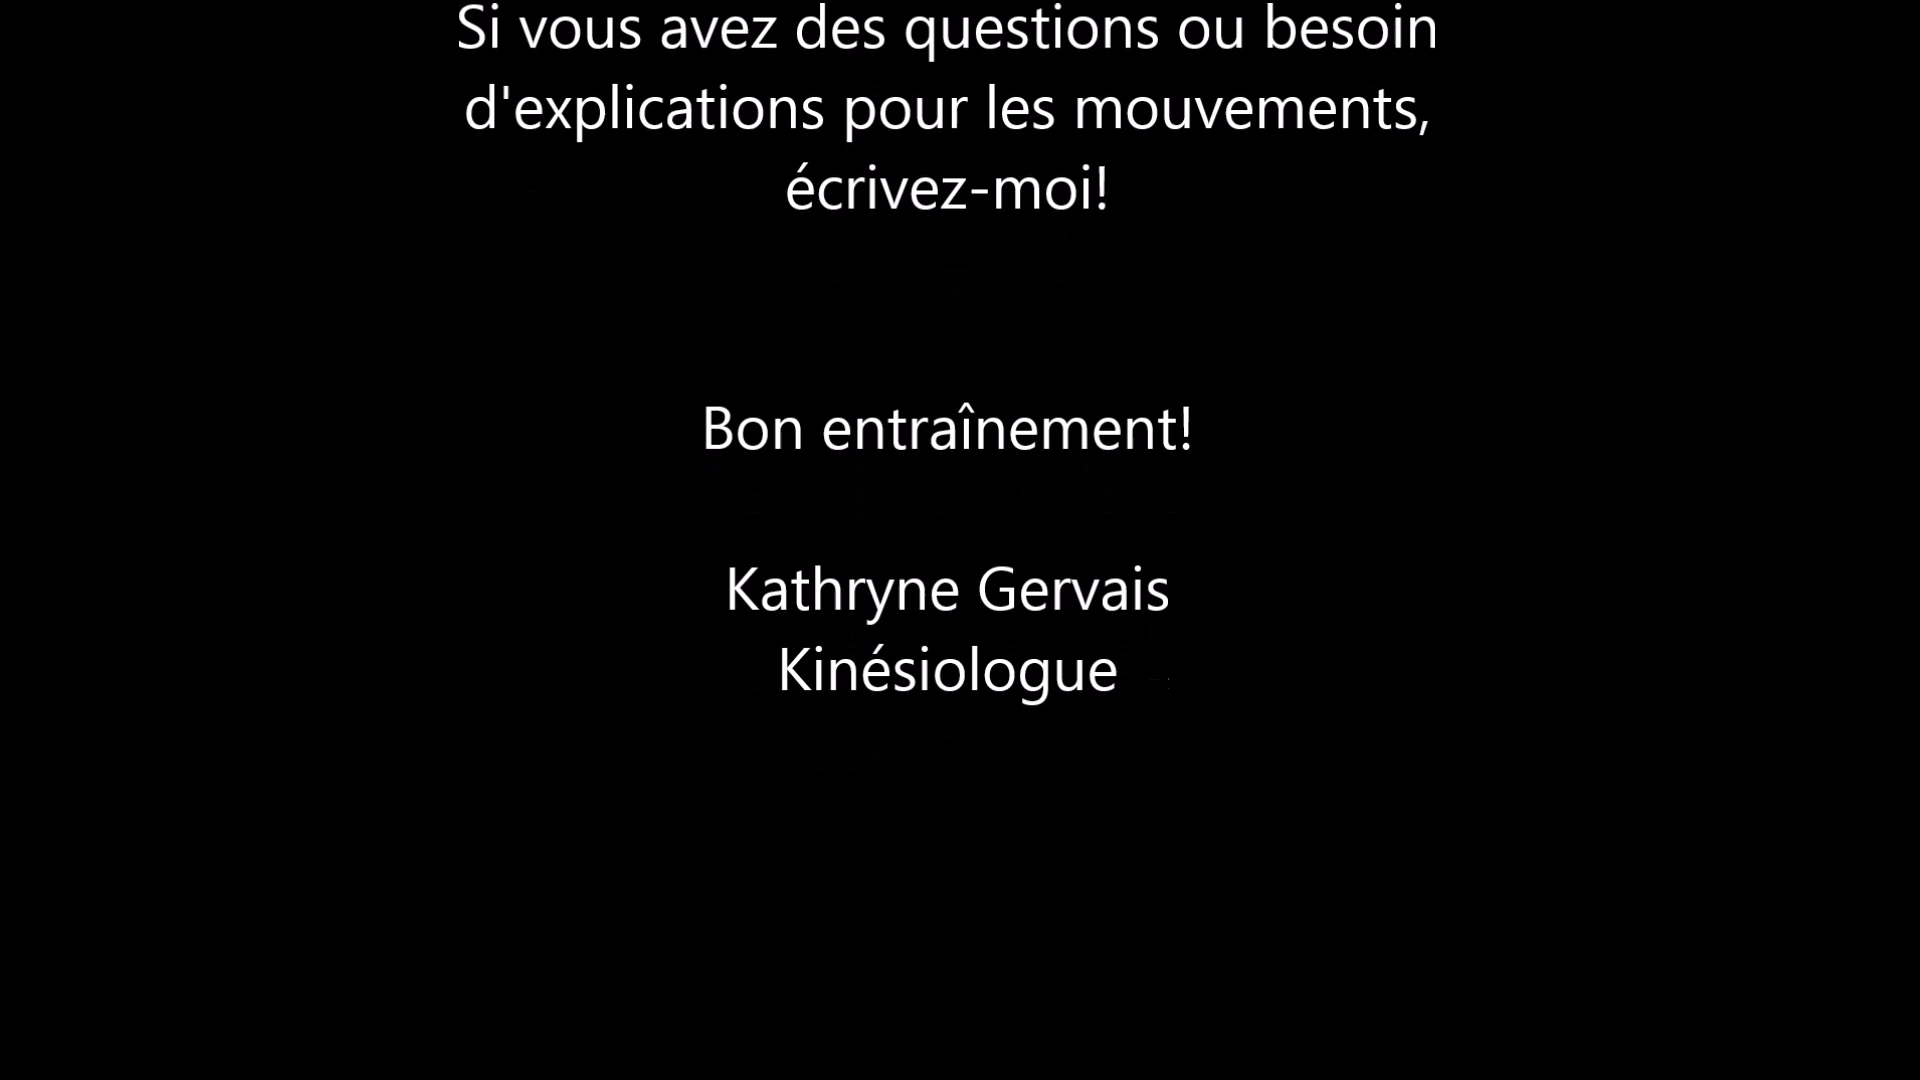 Si vous avez des questions ou besoin
d'explications pour les mouvements,
écrivez-moi!
Bon entraînement!
Kathryne Gervais
Kinésiologue